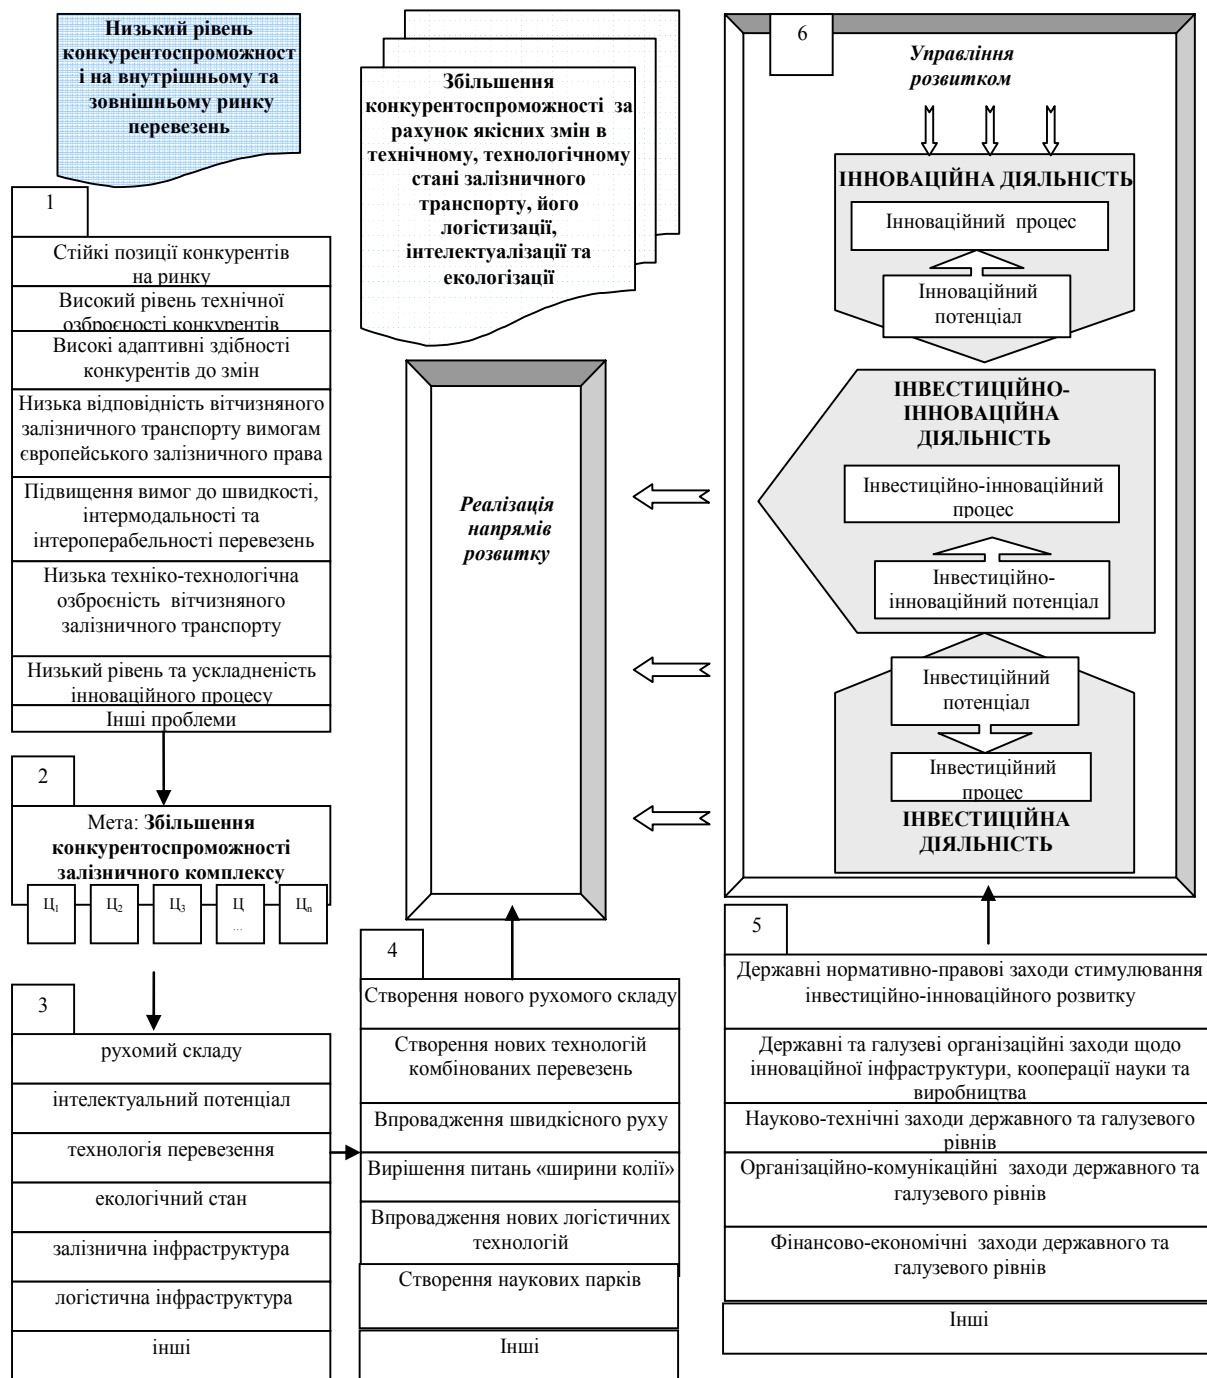 Низький рівень
конкурентоспроможност
і на внутрішньому та
зовнішньому ринку
перевезень
1
Стійкі позиції конкурентів
на ринку
Високий рівень технічної
озброєності конкурентів
Високі адаптивні здібності
конкурентів до змін
Низька відповідність вітчизняного
залізничного транспорту вимогам
європейського залізничного права
Підвищення вимог до швидкості,
інтермодальності та
інтероперабельності перевезень
Низька техніко-технологічна
озброєність вітчизняного
залізничного транспорту
Низький рівень та ускладненість
інноваційного процесу
Інші проблеми
2
Мета: Збільшення
конкурентоспроможності
залізничного комплексу
Ц1 Ц2 Ц3 Ц Цn
...
3
рухомий складу
інтелектуальний потенціал
технологія перевезення
екологічний стан
залізнична інфраструктура
логістична інфраструктура
інші
Збільшення
конкурентоспроможності за
рахунок якісних змін в
технічному, технологічному
стані залізничного
транспорту, його
логістизації,
інтелектуалізації та
екологізації
Реалізація
напрямів
розвитку
4
Створення нового рухомого складу
Створення нових технологій
комбінованих перевезень
Впровадження швидкісного руху
Вирішення питань «ширини колії»
Впровадження нових логістичних
технологій
Створення наукових парків
Інші
6
Управління
розвитком
ІННОВАЦІЙНА ДІЯЛЬНІСТЬ
Інноваційний процес
Інноваційний
потенціал
ІНВЕСТИЦІЙНО-
ІННОВАЦІЙНА
ДІЯЛЬНІСТЬ
Інвестиційно-інноваційний
процес
Інвестиційно-
інноваційний потенціал
Інвестиційний
потенціал
Інвестиційний
процес
ІНВЕСТИЦІЙНА
ДІЯЛЬНІСТЬ
5
Державні нормативно-правові заходи стимулювання
інвестиційно-інноваційного розвитку
Державні та галузеві організаційні заходи щодо
інноваційної інфраструктури, кооперації науки та
виробництва
Науково-технічні заходи державного та галузевого
рівнів
Організаційно-комунікаційні заходи державного та
галузевого рівнів
Фінансово-економічні заходи державного та
галузевого рівнів
Інші